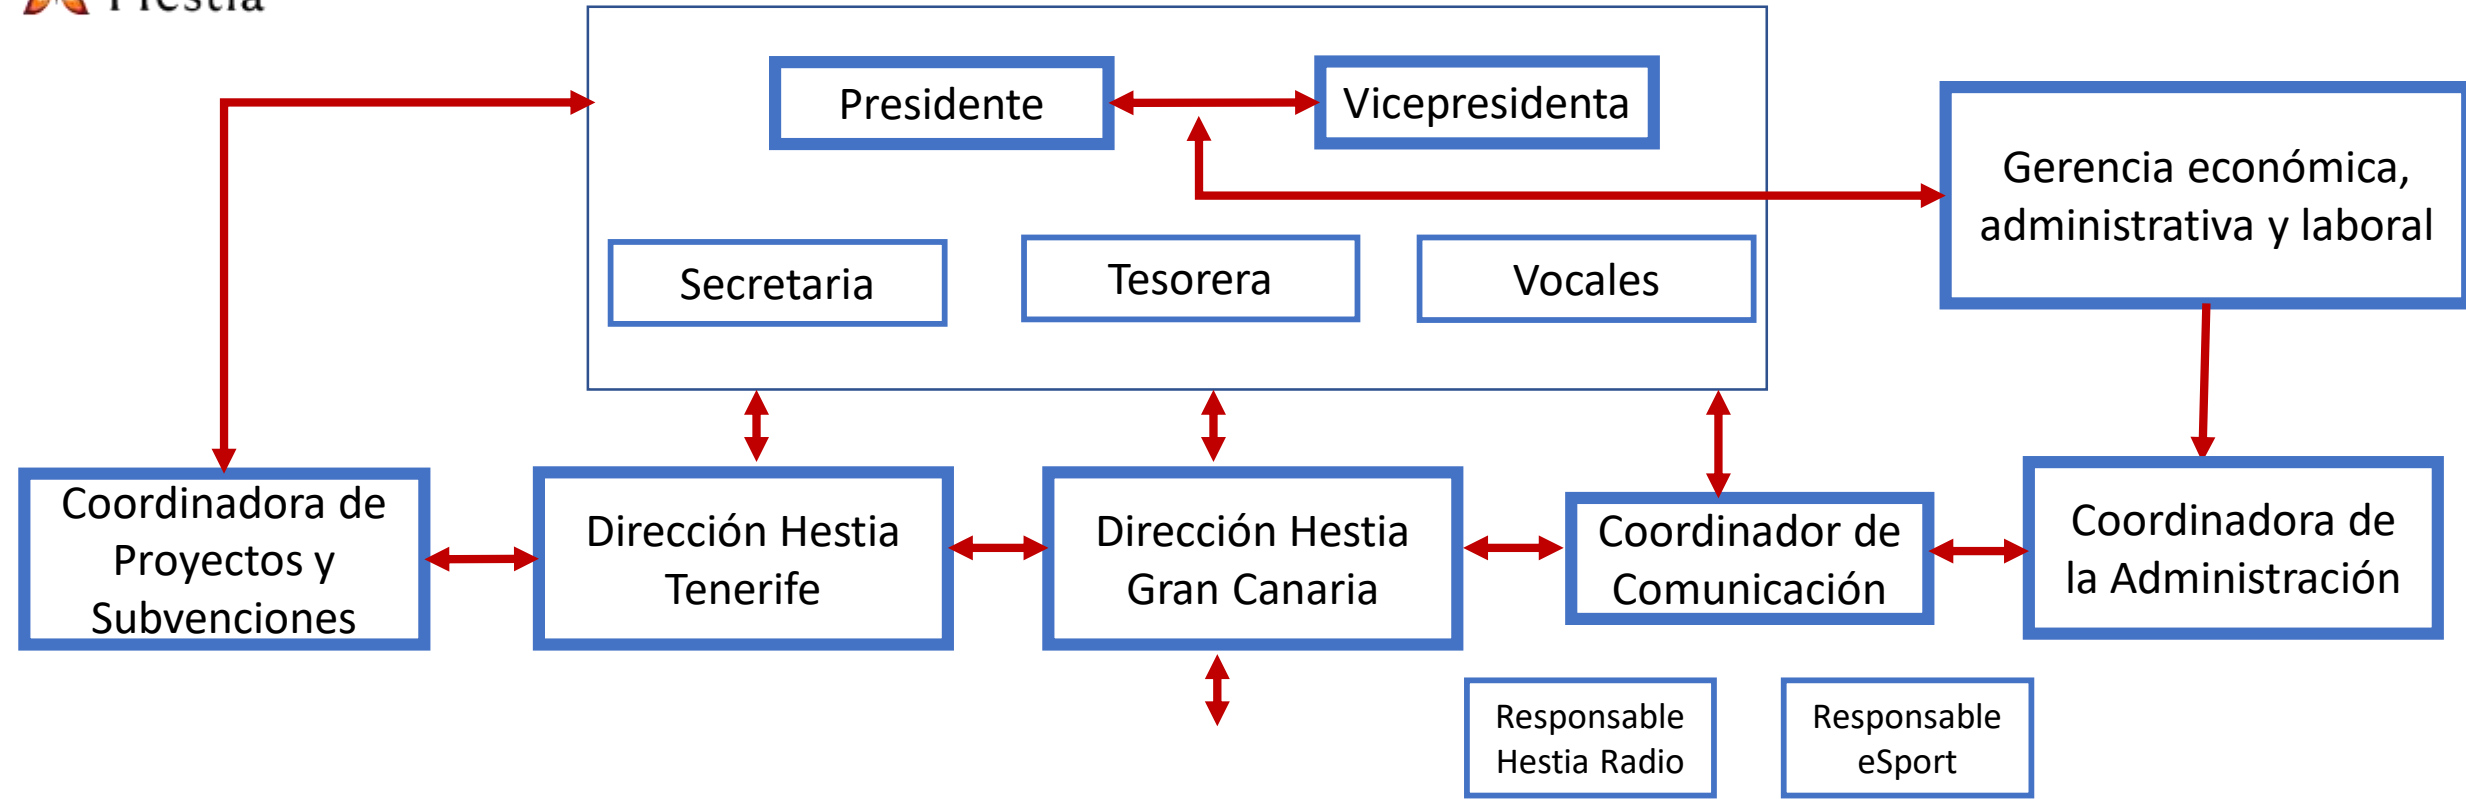 Hestia
Presidente
Vicepresidenta
Gerencia económica,
administrativa y laboral
Secretaria
Tesorera
Vocales
Coordinadora de
Proyectos y
Subvenciones
Dirección Hestia
Tenerife
Dirección Hestia
Gran Canaria
Coordinador de
Comunicación
Coordinadora de
la Administración
Responsable
Hestia Radio
Responsable
eSport